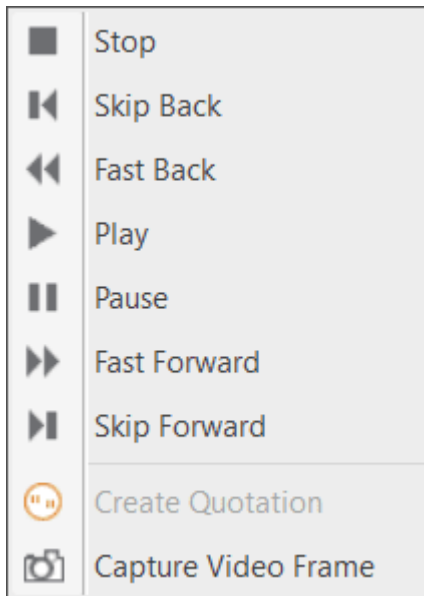 Stop
Skip Back
Fast Back
Play
Pause
Fast Forward
Skip Forward
Create Quotation
Capture Video Frame